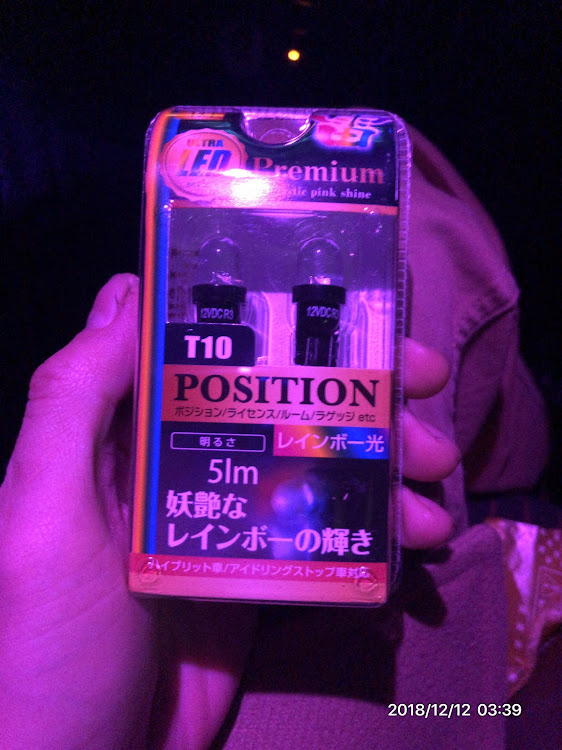 ULTRA
LED
Premium
stic pink shine
12VDC R3
12VDC R3
T10
POSITION
ポジション/ライセンス/ルーム/ラゲッジ etc
明るさ
レインボー光
5lm
妖艶な
レインボーの輝き
ハイブリット車/アイドリングストップ車対応
2018/12/12 03:39